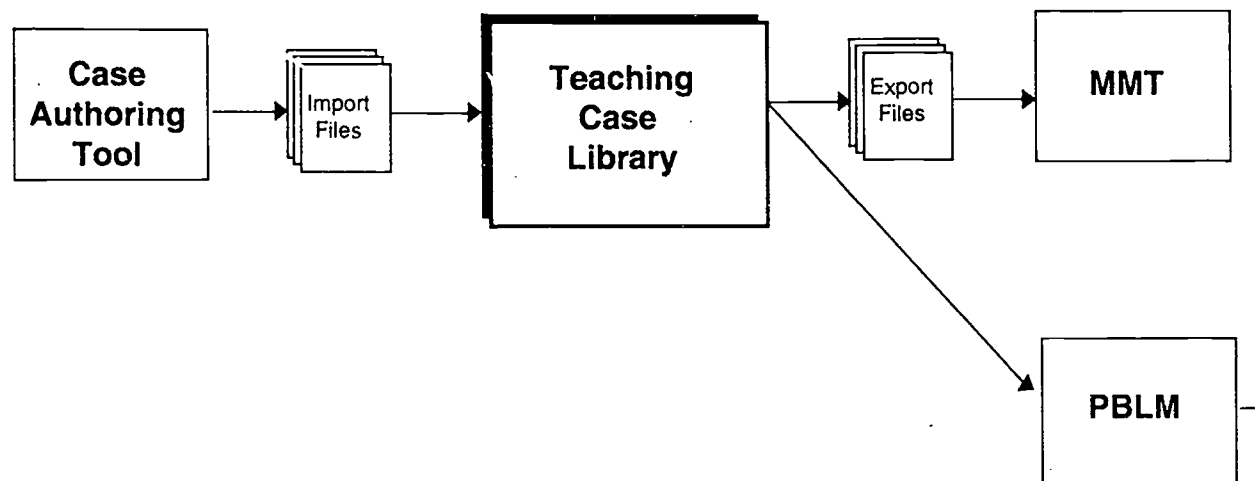 Case
Authoring
Tool
Import
Files
Teaching
Case
Library
Export
Files
MMT
PBLM